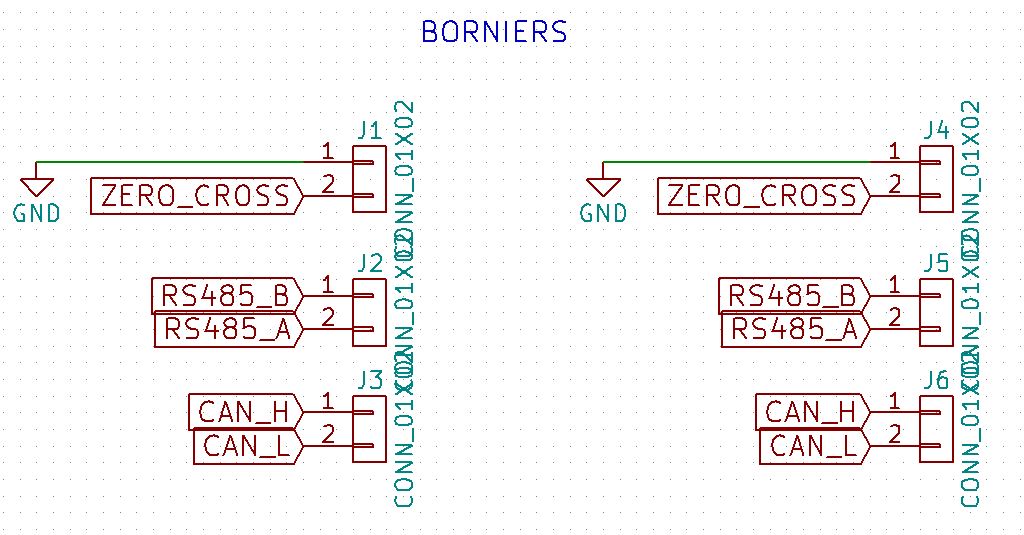 BORNIERS
J1
1
ZERO_CROSS
2
GND
CONN_01X02
J2
RS485_B
1
RS485_A
2
CONN_01X02
J3
CAN_H
1
CAN_L
2
CONN_01X02
J4
1
ZERO_CROSS
2
GND
CONN_01X02
J5
RS485_B
1
RS485_A
2
CONN_01X02
J6
CAN_H
1
CAN_L
2
CONN_01X02